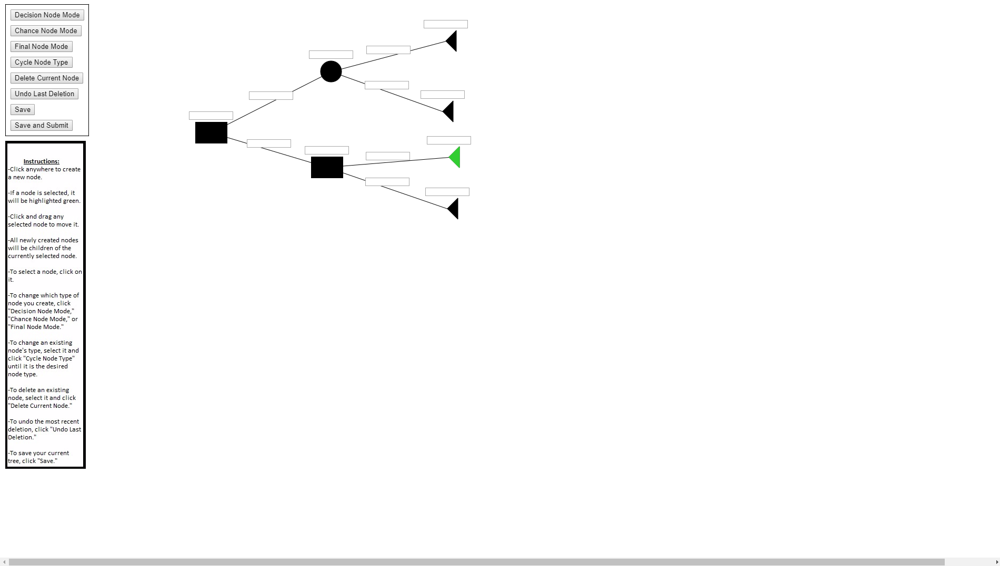 Decision Node Mode
Chance Node Mode
Final Node Mode
Cycle Node Type
Delete Current Node
Undo Last Deletion
Save
Save and Submit
Instructions:
-Click anywhere to create
a new node.
-If a node is selected, it
will be highlighted green.
-Click and drag any
selected node to move it.
-All newly created nodes
will be children of the
currently selected node.
-To select a node, click on
it.
-To change which type of
node you create, click
"Decision Node Mode,"
"Chance Node Mode," or
"Final Node Mode."
-To change an existing
node's type, select it and
click "Cycle Node Type"
until it is the desired
node type.
-To delete an existing
node, select it and click
"Delete Current Node."
-To undo the most recent
deletion, click "Undo Last
Deletion."
-To save your current
tree, click "Save."